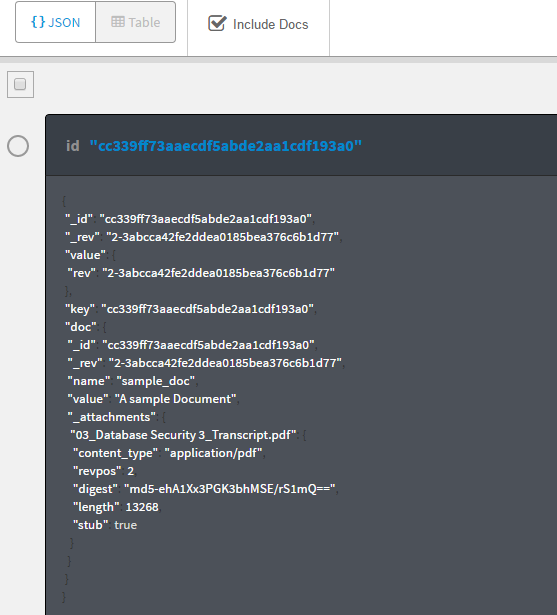 {}JSON
Table
Include Docs
id "cc339ff73aaecdf5abde2aa1cdf193a0"
{
"_id": "cc339ff73aaecdf5abde2aa1cdf193a0",
"_rev": "2-3abcca42fe2ddea0185bea376c6b1d77",
"value": {
"rev": "2-3abcca42fe2ddea0185bea376c6b1d77"
},
"key": "cc339ff73aaecdf5abde2aa1cdf193a0",
"doc": {
"_id": "cc339ff73aaecdf5abde2aa1cdf193a0",
"_rev": "2-3abcca42fe2ddea0185bea376c6b1d77",
"name": "sample_doc",
"value": "A sample Document",
"_attachments": {
"03_Database Security 3_Transcript.pdf": {
"content_type": "application/pdf",
"revpos": 2,
"digest": "md5-ehA1Xx3PGK3bhMSE/rS1mQ==",
"length": 13268,
"stub": true
}
}
}
}